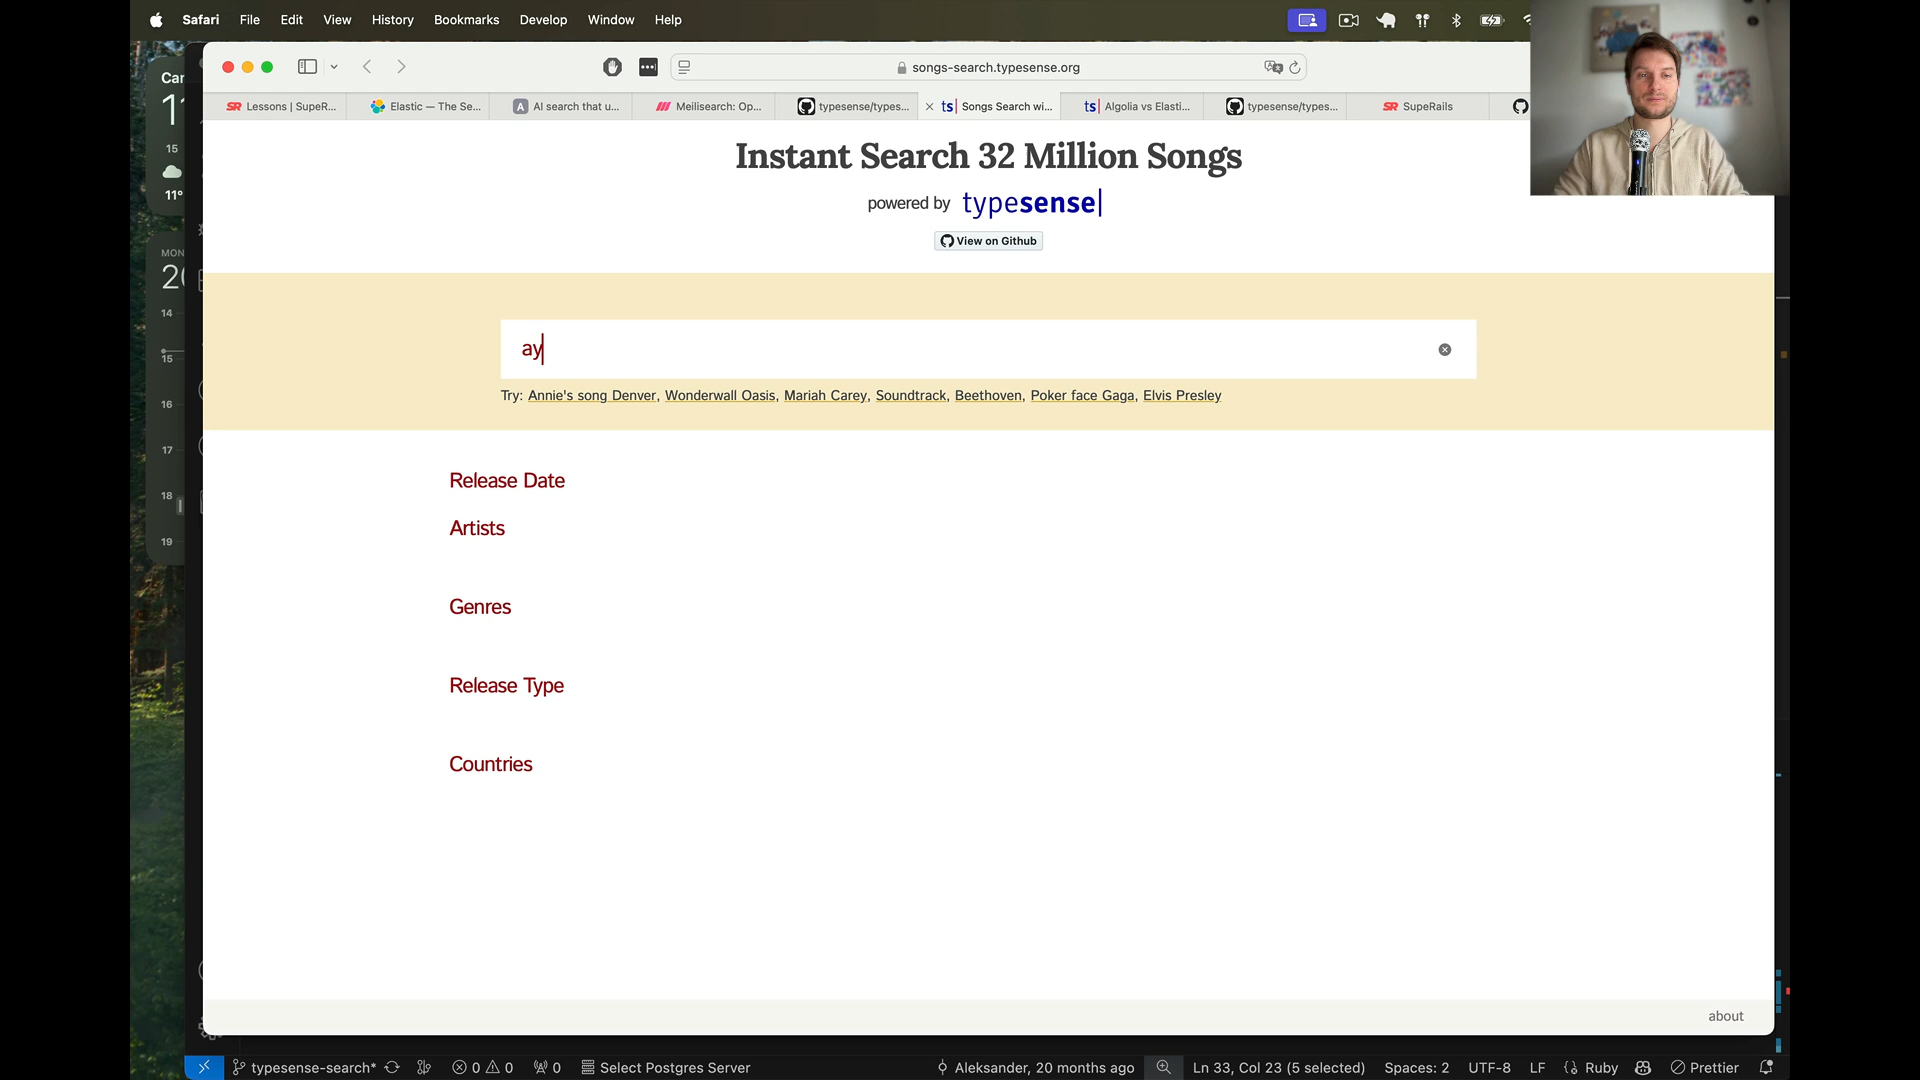 Safari File Edit View History Bookmarks Develop Window Help
songs-search.typesense.org
SR Lessons | SupeR... Elastic — The Se... A AI search that u... Meilisearch: Op... typesense/types... ts| Songs Search wi... ts| Algolia vs Elasti... typesense/types... SR SupeRails
Instant Search 32 Million Songs
powered by typesense|
View on Github
ay
Try: Annie's song Denver, Wonderwall Oasis, Mariah Carey, Soundtrack, Beethoven, Poker face Gaga, Elvis Presley
Release Date
Artists
Genres
Release Type
Countries
about
15
11°
MON
14
15
16
17
18
19
typesense-search* 0 0 0 Select Postgres Server Aleksander, 20 months ago Ln 33, Col 23 (5 selected) Spaces: 2 UTF-8 LF Ruby Prettier